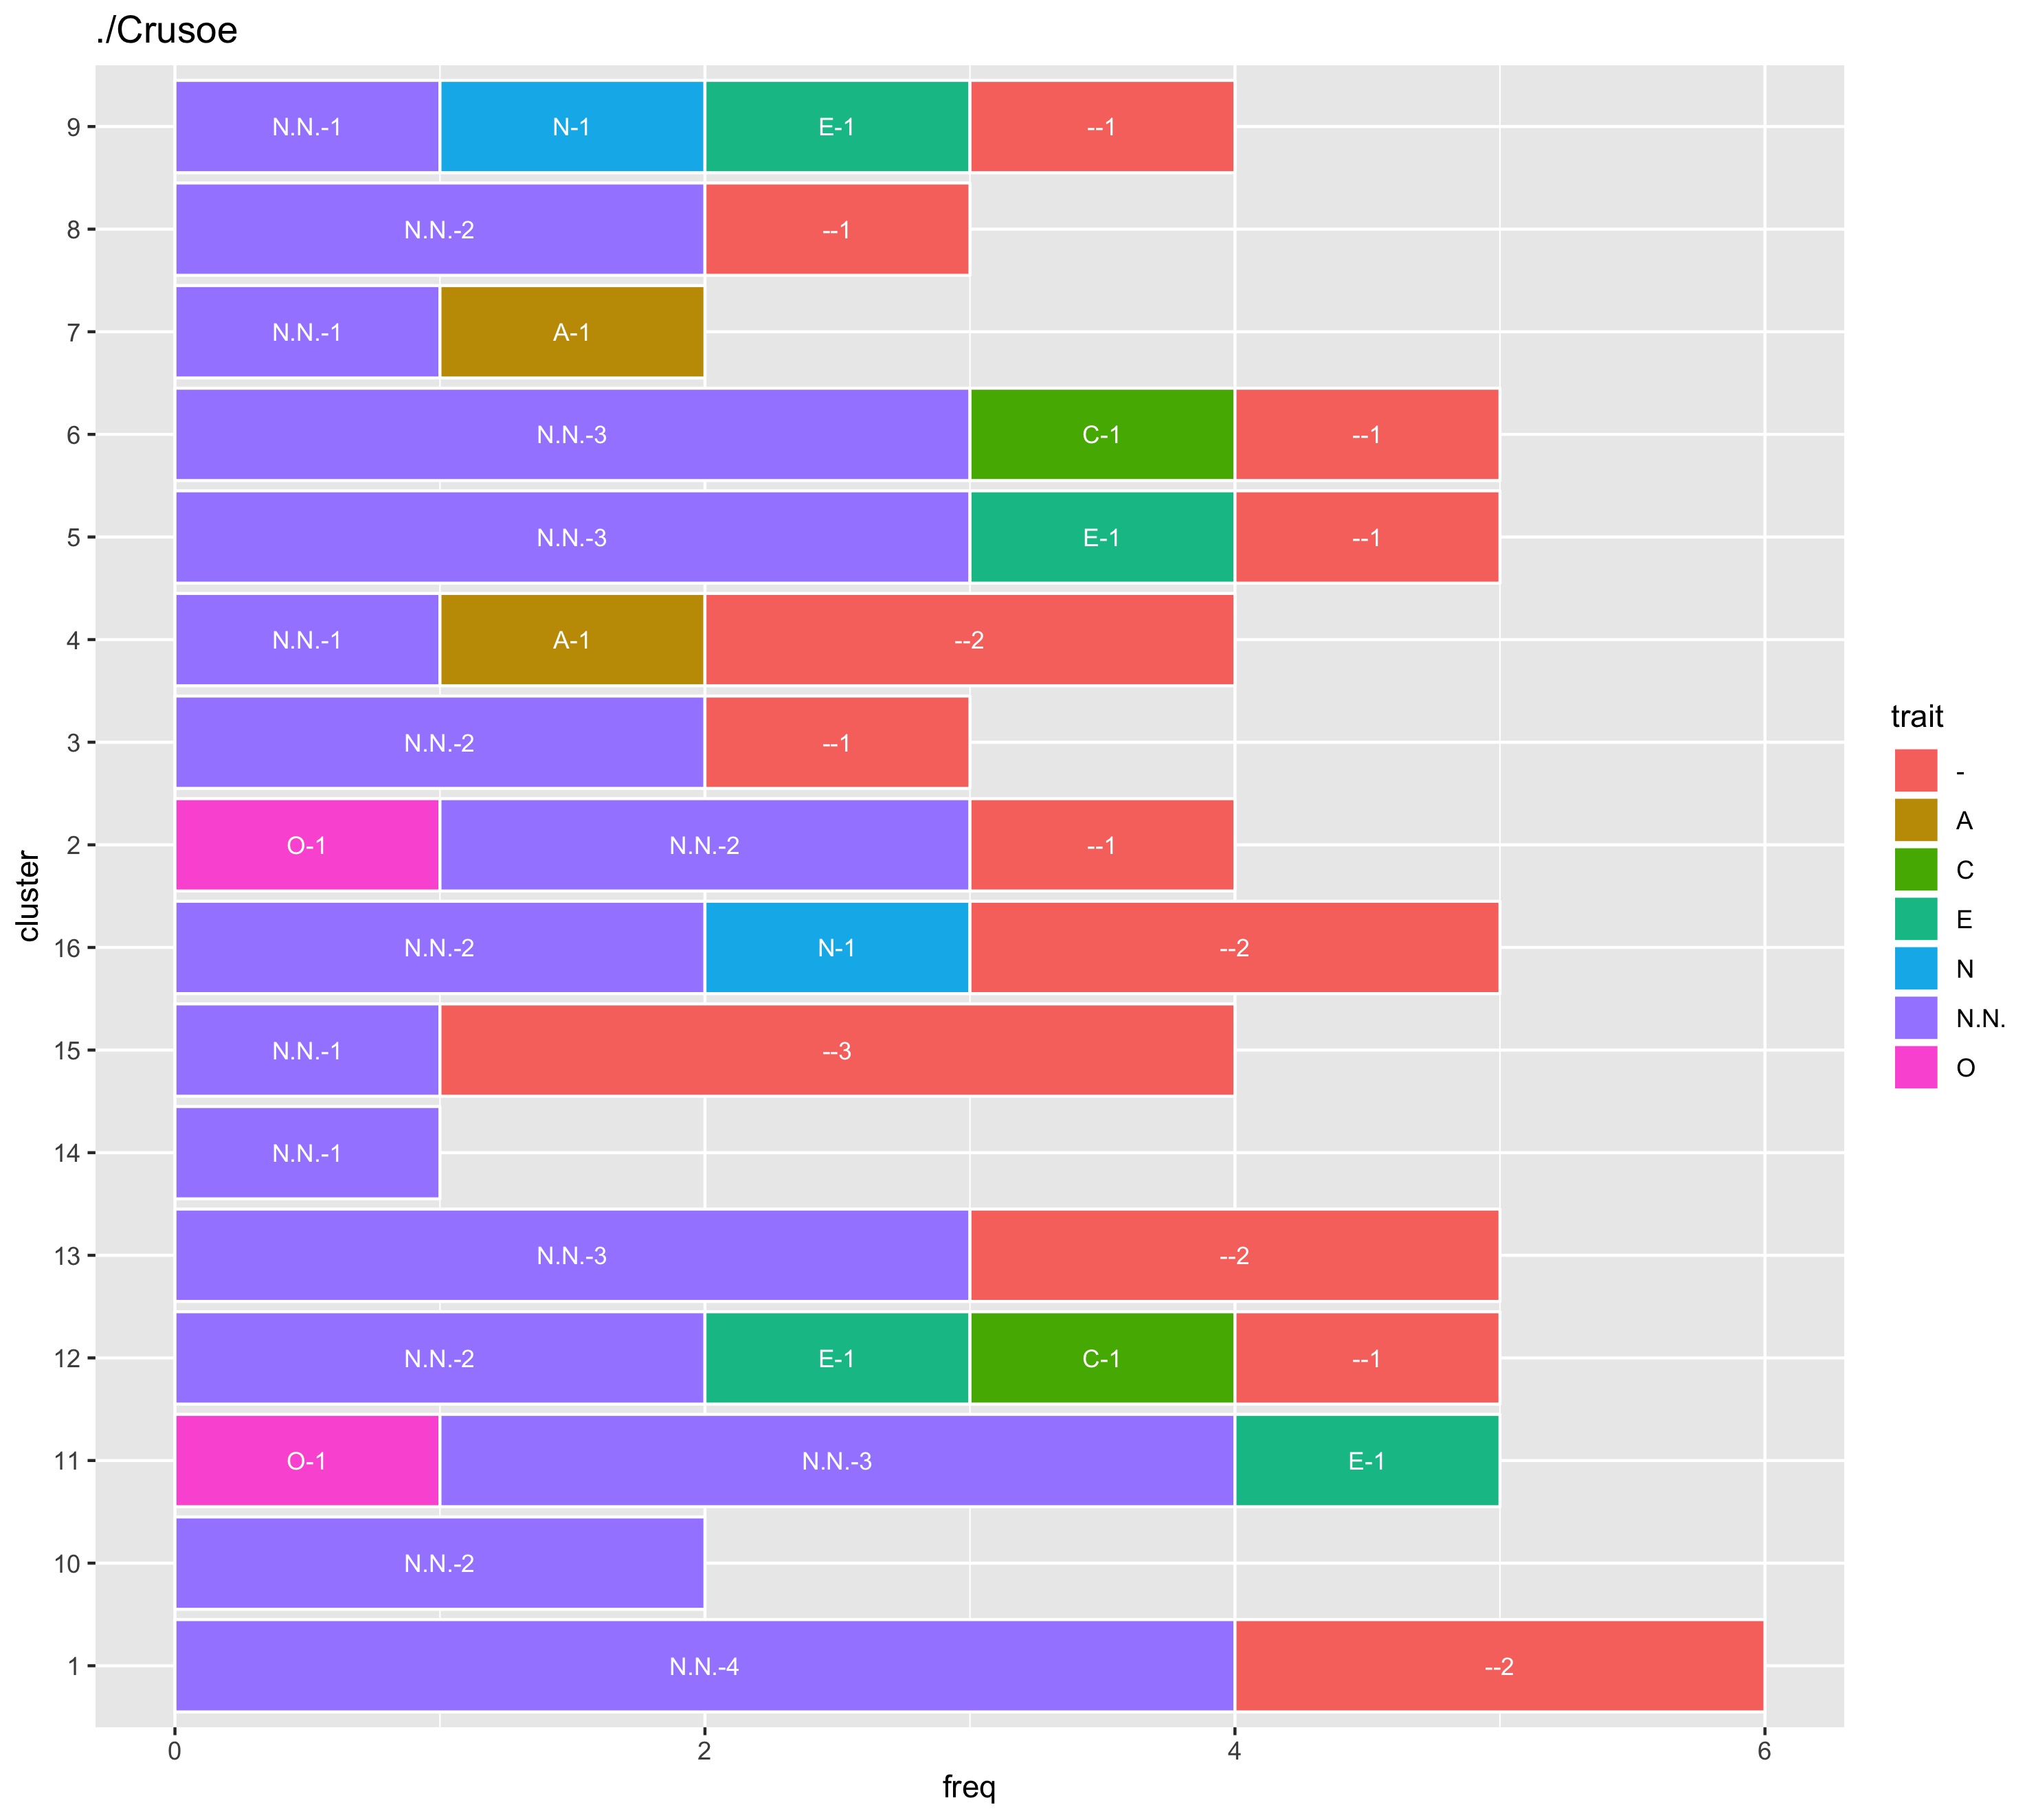 ./Crusoe
9 N.N.-1 N-1 E-1 --1
8 N.N.-2 --1
7 N.N.-1 A-1
6 N.N.-3 C-1 --1
5 N.N.-3 E-1 --1
4 N.N.-1 A-1 --2
3 N.N.-2 --1
2 O-1 N.N.-2 --1
16 N.N.-2 N-1 --2
15 N.N.-1 --3
14 N.N.-1
13 N.N.-3 --2
12 N.N.-2 E-1 C-1 --1
11 O-1 N.N.-3 E-1
10 N.N.-2
1 N.N.-4 --2
0 2 4 6
freq
cluster
trait
-
A
C
E
N
N.N.
O